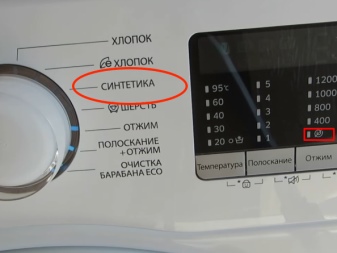 ХЛОПОК
ХЛОПОК
СИНТЕТИКА
ШЕРСТЬ
ОТЖИМ
ПОЛОСКАНИЕ
+ОТЖИМ
ОЧИСТКА
БАРАБАНА ECO
95℃ 5 1200
60 4 1000
40 3 800
30 2 400
20 1
Температура Полоскание Отжим